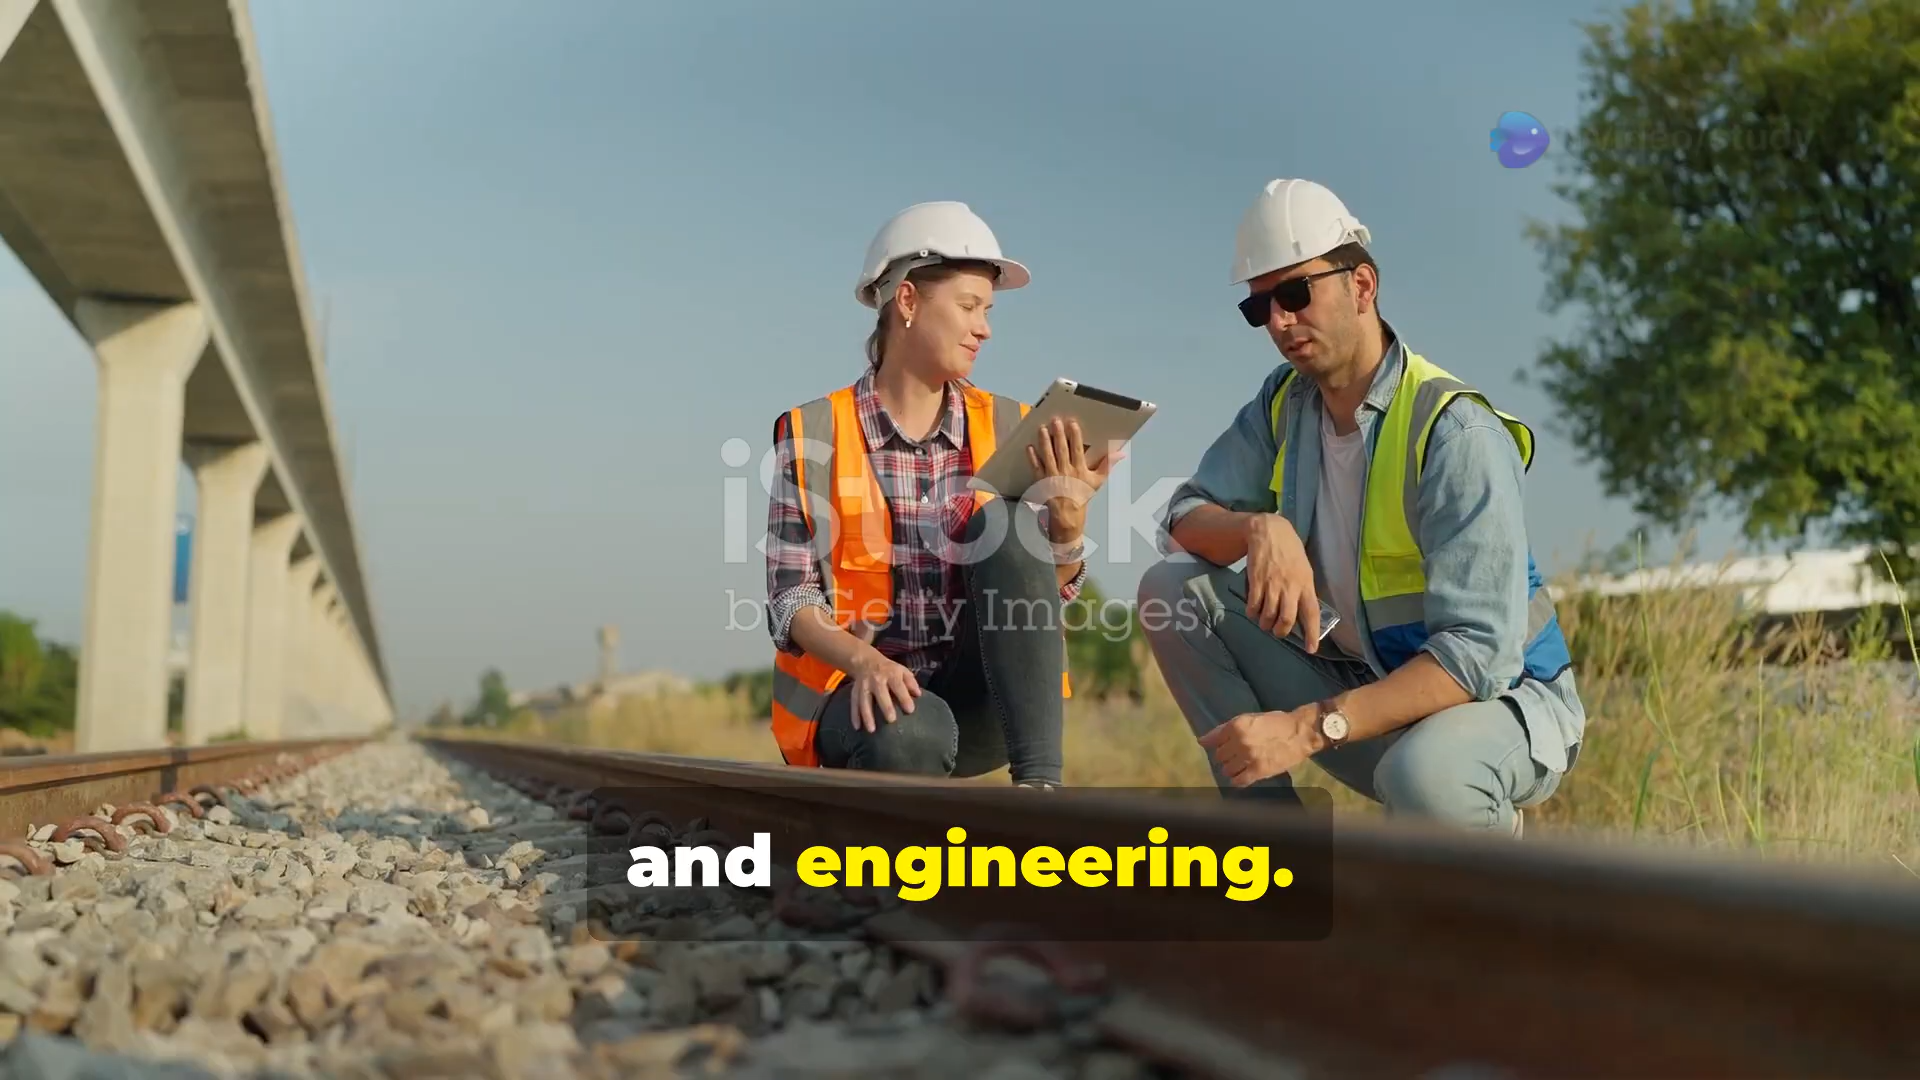 iStock
by Getty Images
and engineering.